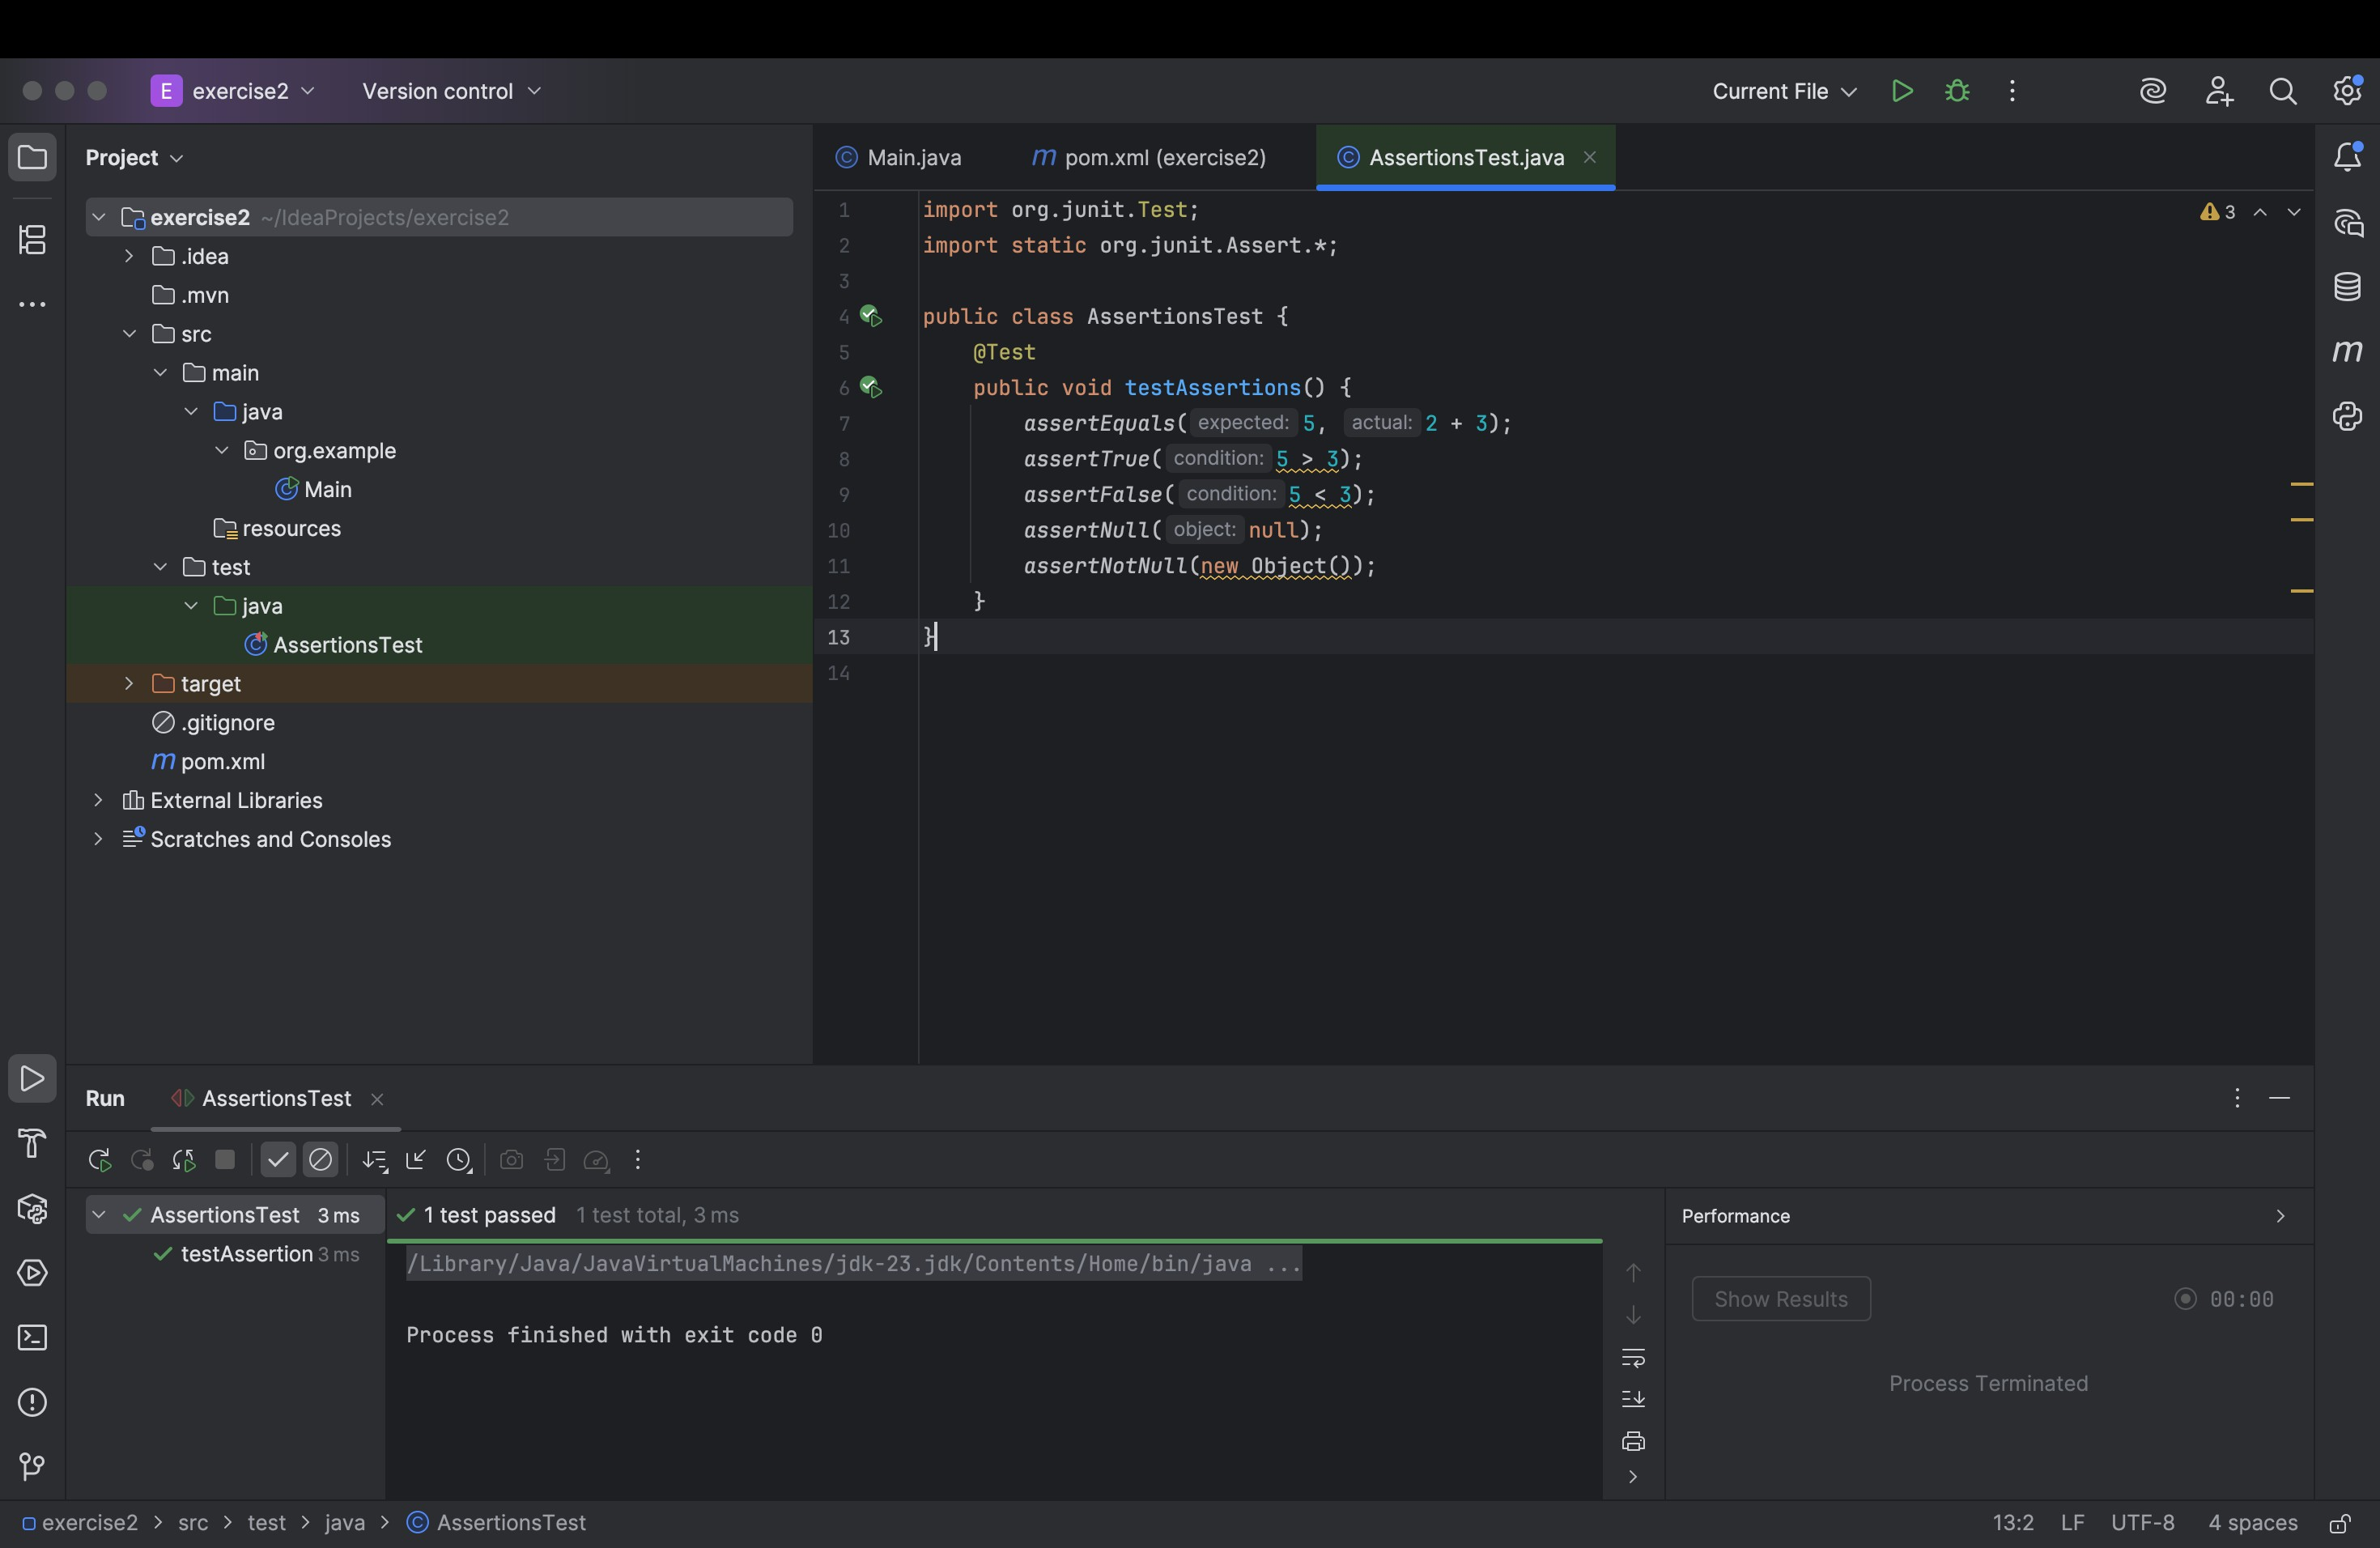 E exercise2 Version control Current File
Project
Main.java pom.xml (exercise2) AssertionsTest.java
exercise2 ~/IdeaProjects/exercise2
.idea
.mvn
src
main
java
org.example
Main
resources
test
java
AssertionsTest
target
.gitignore
m pom.xml
External Libraries
Scratches and Consoles
3
1 import org.junit.Test;
2 import static org.junit.Assert.*;
3
4 public class AssertionsTest {
5 @Test
6 public void testAssertions() {
7 assertEquals( expected: 5, actual: 2 + 3);
8 assertTrue( condition: 5 > 3);
9 assertFalse( condition: 5 < 3);
10 assertNull( object: null);
11 assertNotNull(new Object());
12 }
13 }
14
Run AssertionsTest
AssertionsTest 3 ms
testAssertion 3 ms
1 test passed 1 test total, 3 ms
/Library/Java/JavaVirtualMachines/jdk-23.jdk/Contents/Home/bin/java ...
Process finished with exit code 0
Performance
Show Results 00:00
Process Terminated
exercise2 > src > test > java > AssertionsTest
13:2 LF UTF-8 4 spaces